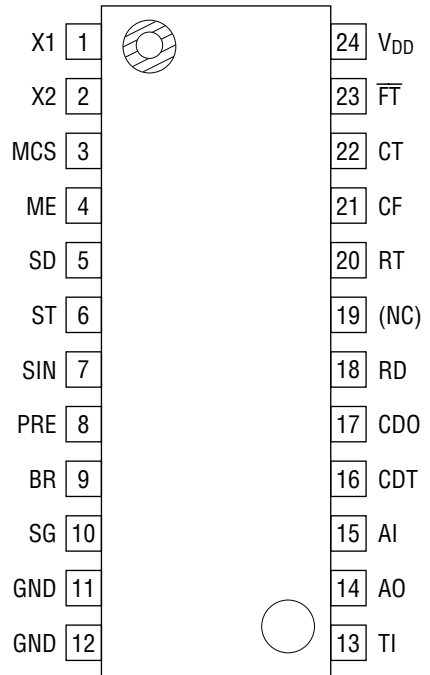 X1 1 24 VDD
X2 2 23 F̅T̅
MCS 3 22 CT
ME 4 21 CF
SD 5 20 RT
ST 6 19 (NC)
SIN 7 18 RD
PRE 8 17 CDO
BR 9 16 CDT
SG 10 15 AI
GND 11 14 AO
GND 12 13 TI